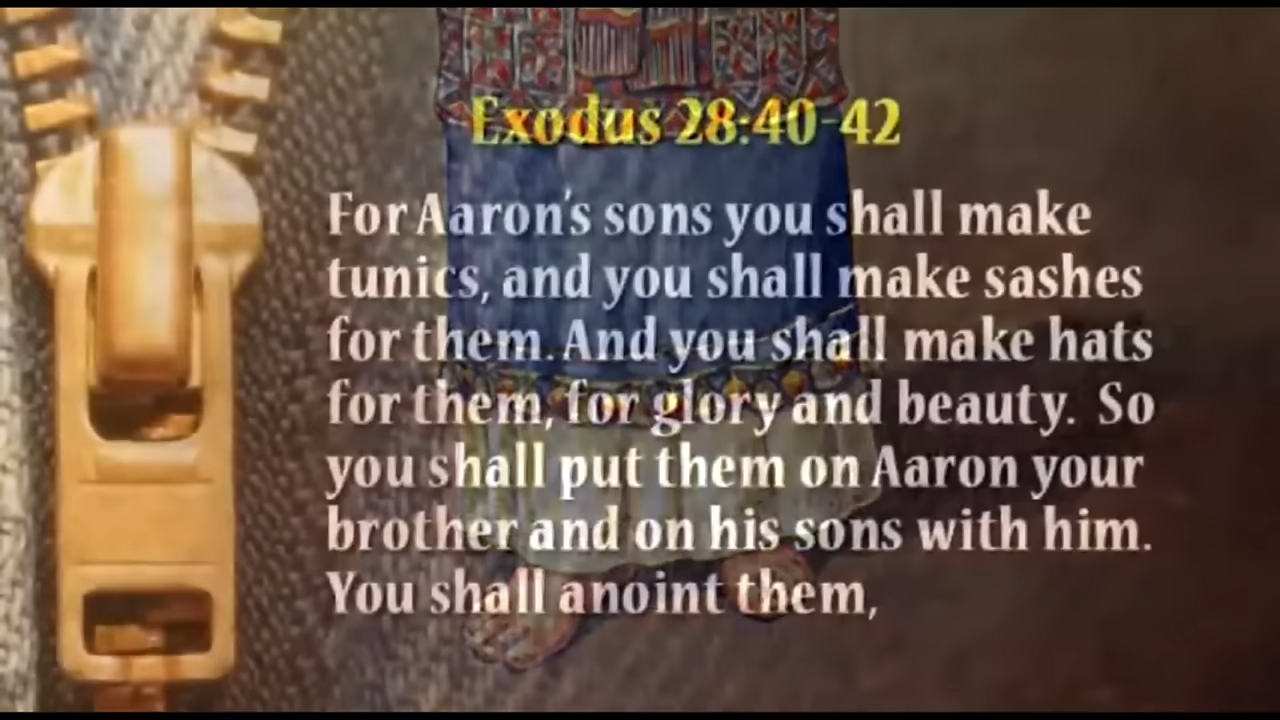 Exodus 28:40-42
For Aaron's sons you shall make
tunics, and you shall make sashes
for them. And you shall make hats
for them, for glory and beauty. So
you shall put them on Aaron your
brother and on his sons with him.
You shall anoint them,